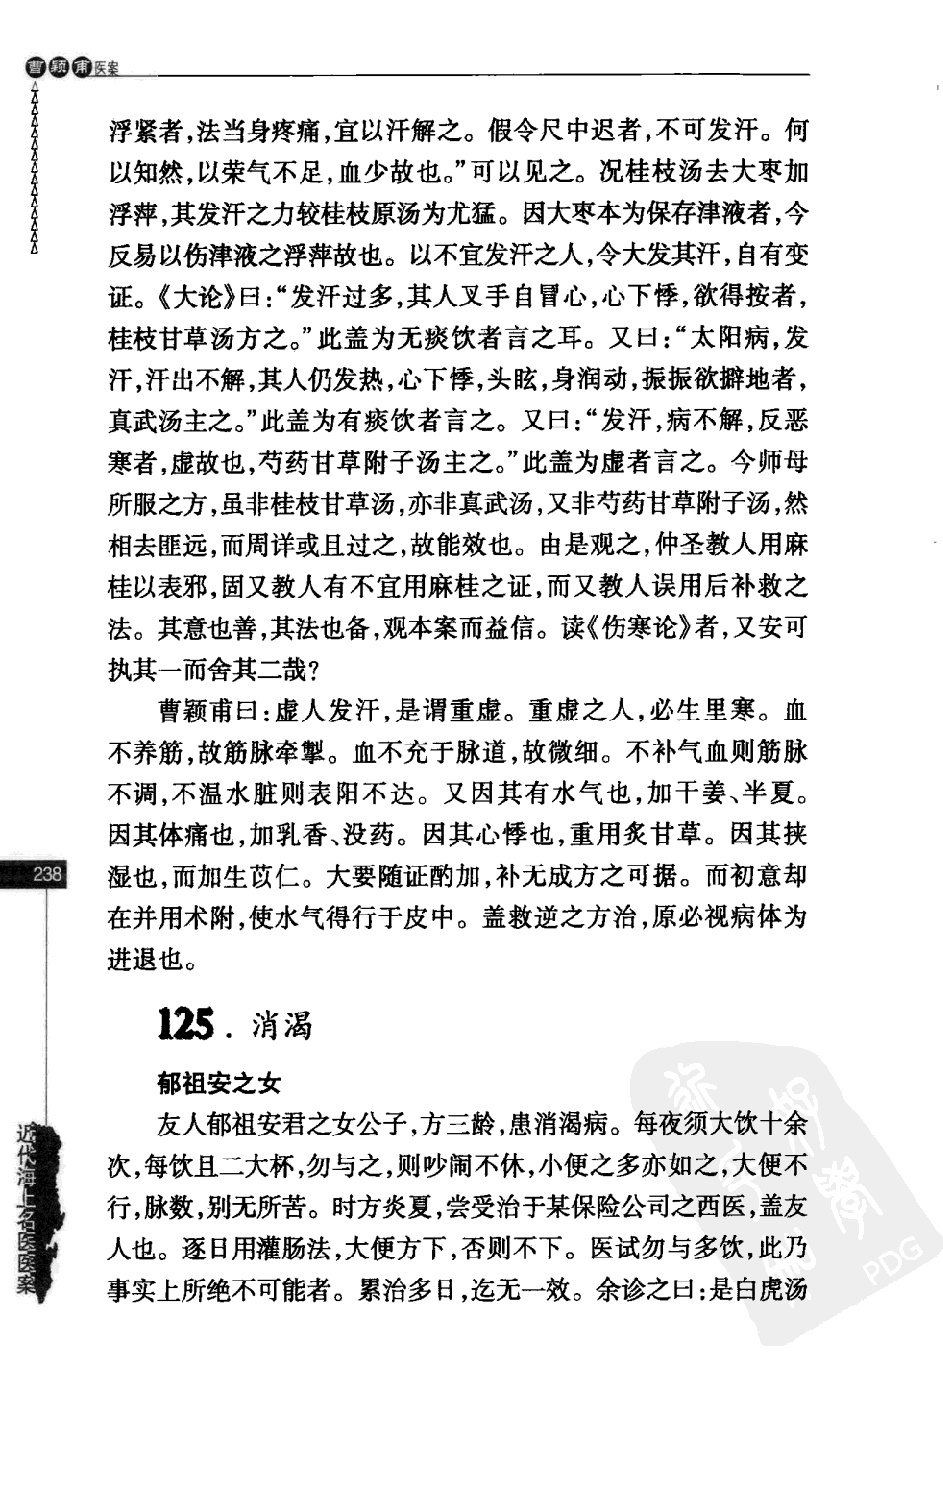 曹颖甫医案
浮紧者,法当身疼痛,宜以汗解之。假令尺中迟者,不可发汗。何
以知然,以荣气不足,血少故也。”可以见之。况桂枝汤去大枣加
浮萍,其发汗之力较桂枝原汤为尤猛。因大枣本为保存津液者,今
反易以伤津液之浮萍故也。以不宜发汗之人,令大发其汗,自有变
证。《大论》曰:“发汗过多,其人叉手自冒心,心下悸,欲得按者,
桂枝甘草汤方之。”此盖为无痰饮者言之耳。又曰:“太阳病,发
汗,汗出不解,其人仍发热,心下悸,头眩,身润动,振振欲擗地者,
真武汤主之。”此盖为有痰饮者言之。又曰:“发汗,病不解,反恶
寒者,虚故也,芍药甘草附子汤主之。”此盖为虚者言之。今师母
所服之方,虽非桂枝甘草汤,亦非真武汤,又非芍药甘草附子汤,然
相去匪远,而周详或且过之,故能效也。由是观之,仲圣教人用麻
桂以表邪,固又教人有不宜用麻桂之证,而又教人误用后补救之
法。其意也善,其法也备,观本案而益信。读《伤寒论》者,又安可
执其一而舍其二哉?
曹颖甫曰:虚人发汗,是谓重虚。重虚之人,必生里寒。血
不养筋,故筋脉牵掣。血不充于脉道,故微细。不补气血则筋脉
不调,不温水脏则表阳不达。又因其有水气也,加干姜、半夏。
因其体痛也,加乳香、没药。因其心悸也,重用炙甘草。因其挟
湿也,而加生苡仁。大要随证酌加,补无成方之可据。而初意却
在并用术附,使水气得行于皮中。盖救逆之方治,原必视病体为
进退也。
238
125.消渴
郁祖安之女
友人郁祖安君之女公子,方三龄,患消渴病。每夜须大饮十余
次,每饮且二大杯,勿与之,则吵闹不休,小便之多亦如之,大便不
行,脉数,别无所苦。时方炎夏,尝受治于某保险公司之西医,盖友
人也。逐日用灌肠法,大便方下,否则不下。医试勿与多饮,此乃
事实上所绝不可能者。累治多日,迄无一效。余诊之曰:是白虎汤
近代海上名医医案
PDG